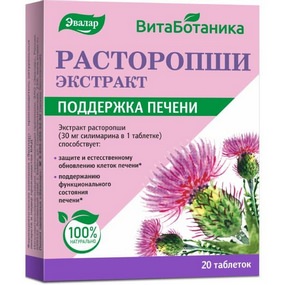 Эвалар
ВитаБотаника
РАСТОРОПШИ
ЭКСТРАКТ
ПОДДЕРЖКА ПЕЧЕНИ
Экстракт расторопши
(30 мг силимарина в 1 таблетке)
способствует:
• защите и естественному
обновлению клеток печени*
• поддержанию
функционального
состояния
печени*
100%
НАТУРАЛЬНО
20 таблеток